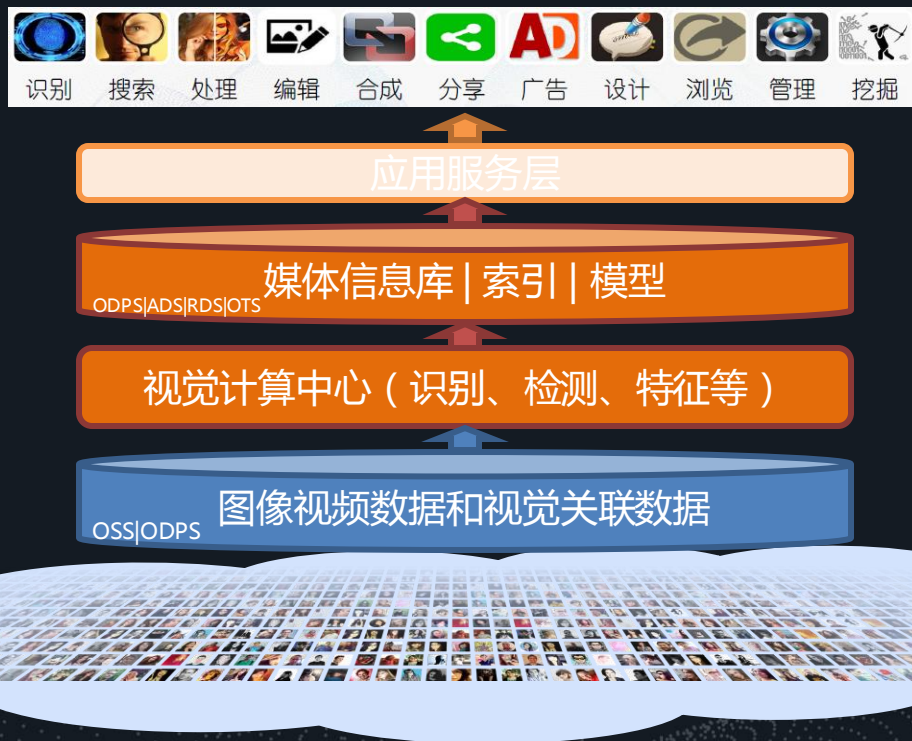 识别 搜索 处理 编辑 合成 分享 广告 设计 浏览 管理 挖掘
应用服务层
媒体信息库 | 索引 | 模型
ODPS|ADS|RDS|OTS
视觉计算中心（识别、检测、特征等）
图像视频数据和视觉关联数据
OSS|ODPS